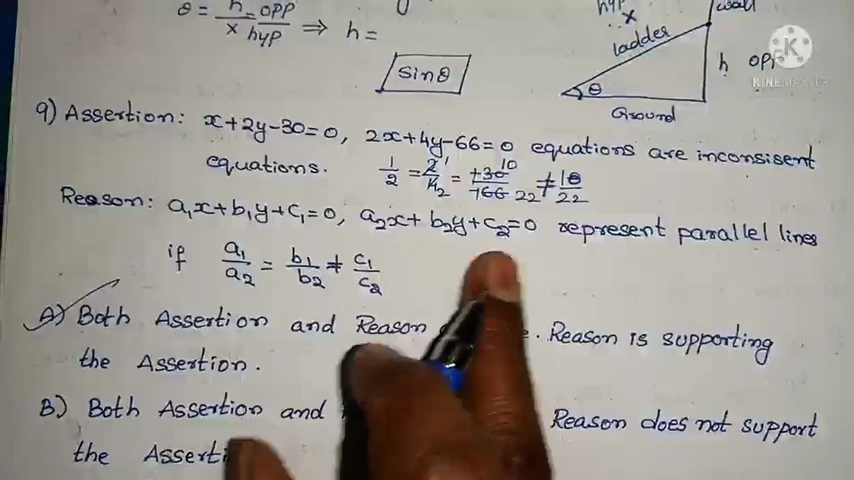 hyp wall
θ = h/x = opp/hyp ⇒ h =
x
ladder
h opp
sinθ
θ
Ground
KINEMASTER
9) Assertion: x+2y-30=0, 2x+4y-66=0 equations are inconsisent
equations. 1/2 = 2/4 = +30/+66 10/22 ≠ 10/22
Reason: a₁x+b₁y+c₁=0, a₂x+b₂y+c₂=0 represent parallel lines
if a₁/a₂ = b₁/b₂ ≠ c₁/c₂
A) Both Assertion and Reason . Reason is supporting
the Assertion.
B) Both Assertion and Reason does not support
the